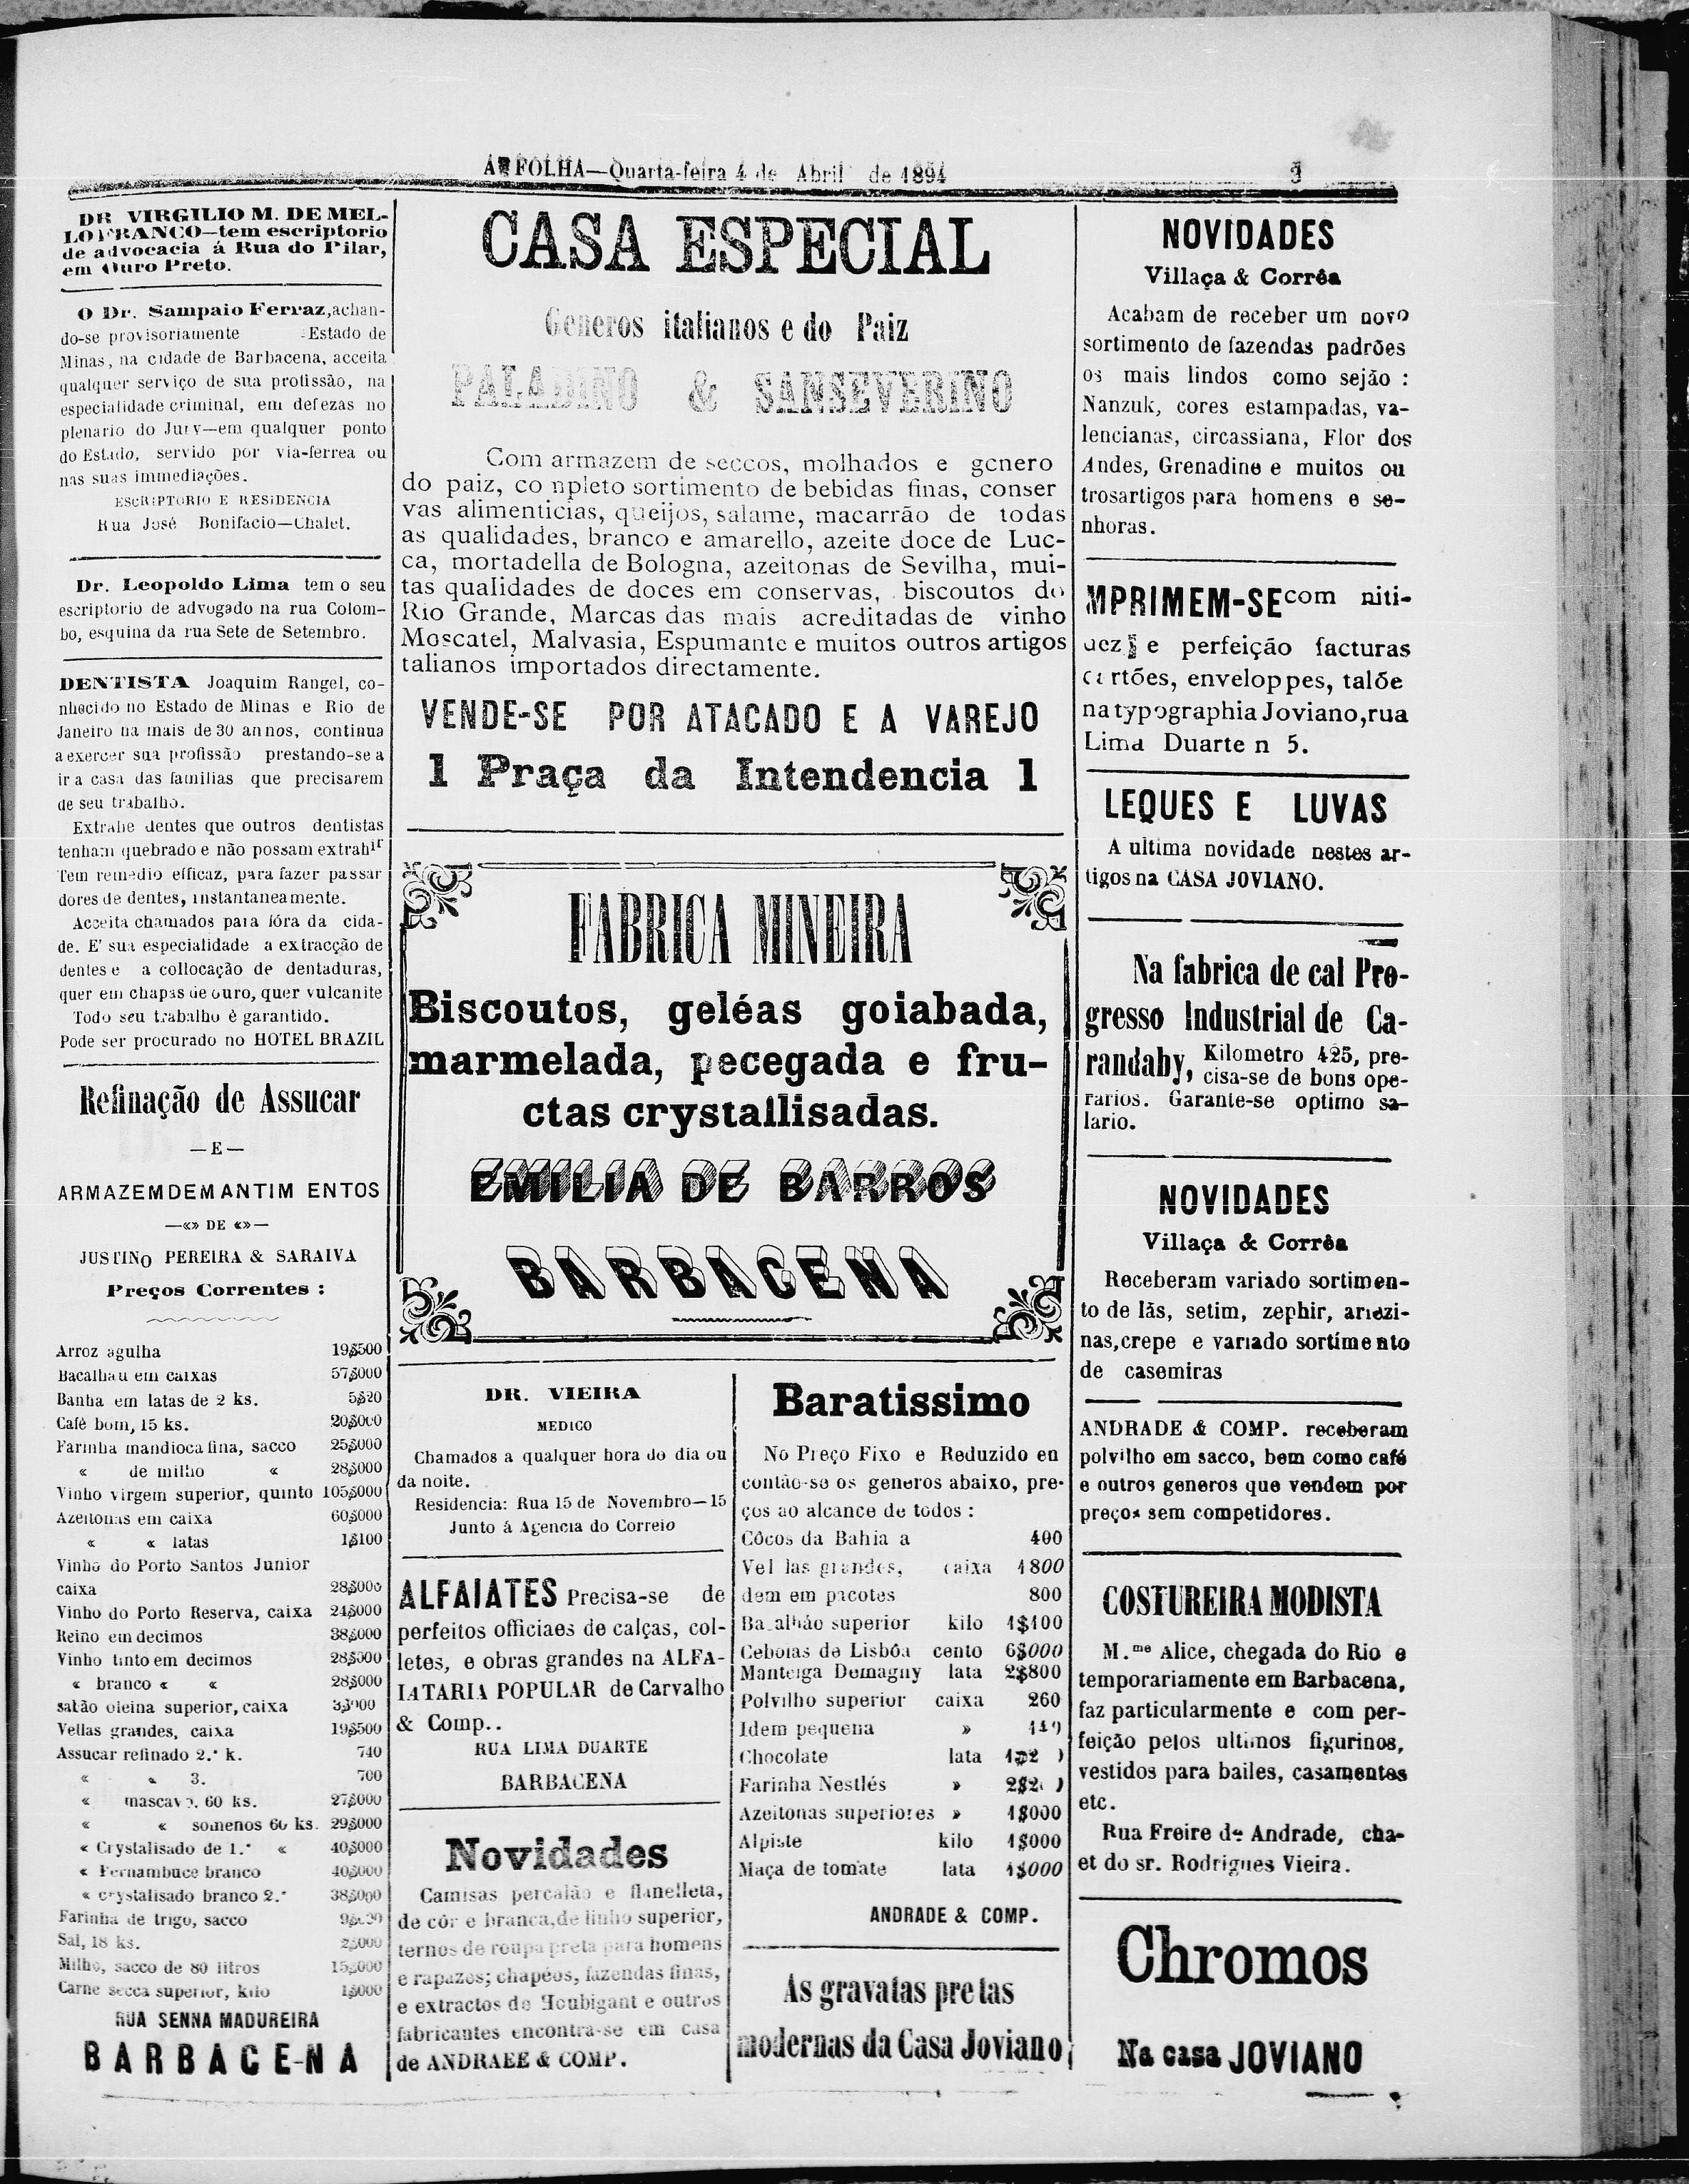 A FOLHA—Quarta-feira 4 de Abril de 1894 3
DR VIRGILIO M. DE MEL-
LO FRANCO—tem escriptorio
de advocacia á Rua do Pilar,
em Ouro Preto.
O Dr. Sampaio Ferraz, achan-
do-se provisoriamente Estado de
Minas, na cidade de Barbacena, acceita
qualquer serviço de sua profissão, na
especialidade criminal, em defezas no
plenario do Jury—em qualquer ponto
do Estado, servido por via-ferrea ou
nas suas immediações.
ESCRIPTORIO E RESIDENCIA
Rua José Bonifacio—Chalet.
Dr. Leopoldo Lima tem o seu
escriptorio de advogado na rua Colom-
bo, esquina da rua Sete de Setembro.
DENTISTA Joaquim Rangel, co-
nhecido no Estado de Minas e Rio de
Janeiro na mais de 30 annos, continua
a exercer sua profissão prestando-se a
ir a casa das familias que precisarem
de seu trabalho.
Extrahe dentes que outros dentistas
tenham quebrado e não possam extrahir
Tem remedio efficaz, para fazer passar
dores de dentes, instantaneamente.
Acceita chamados para fóra da cida-
de. E' sua especialidade a extracção de
dentes e a collocação de dentaduras,
quer em chapas de ouro, quer vulcanite
Todo seu trabalho é garantido.
Pode ser procurado no HOTEL BRAZIL
Refinação de Assucar
—E—
ARMAZEM DE MANTIMENTOS
—«» DE «»—
JUSTINO PEREIRA & SARAIVA
Preços Correntes :
Arroz agulha 19$500
Bacalhau em caixas 57$000
Banha em latas de 2 ks. 5$20
Café bom, 15 ks. 20$000
Farinha mandioca fina, sacco 25$000
« de milho « 28$000
Vinho virgem superior, quinto 105$000
Azeitonas em caixa 60$000
« « latas 1$100
Vinho do Porto Santos Junior
caixa 28$000
Vinho do Porto Reserva, caixa 24$000
Reino em decimos 38$000
Vinho tinto em decimos 28$000
« branco « « 28$000
sabão oleina superior, caixa
Vellas grandes, caixa 19$500
Assucar refinado 2.ª k. 740
« « 3. 700
« mascavo, 60 ks. 27$000
« « somenos 60 ks. 29$000
« Crystalisado de 1.ª « 40$000
« Pernambuco branco 40$000
« crystalisado branco 2.ª 38$000
Farinha de trigo, sacco
Sal, 18 ks. 2$000
Milho, sacco de 80 litros 15$000
Carne secca superior, kilo 1$000
RUA SENNA MADUREIRA
BARBACE-NA
CASA ESPECIAL
Generos italianos e do Paiz
PALADINO & SANSEVERINO
Com armazem de seccos, molhados e genero
do paiz, completo sortimento de bebidas finas, conser
vas alimenticias, queijos, salame, macarrão de todas
as qualidades, branco e amarello, azeite doce de Luc-
ca, mortadella de Bologna, azeitonas de Sevilha, mui-
tas qualidades de doces em conservas, biscoutos do
Rio Grande, Marcas das mais acreditadas de vinho
Moscatel, Malvasia, Espumante e muitos outros artigos
talianos importados directamente.
VENDE-SE POR ATACADO E A VAREJO
1 Praça da Intendencia 1
FABRICA MINEIRA
Biscoutos, geléas goiabada,
marmelada, pecegada e fru-
ctas crystallisadas.
EMILIA DE BARROS
BARBACENA
DR. VIEIRA
MEDICO
Chamados a qualquer hora do dia ou
da noite.
Residencia: Rua 15 de Novembro—15
Junto á Agencia do Correio
ALFAIATES Precisa-se de
perfeitos officiaes de calças, col-
letes, e obras grandes na ALFA-
IATARIA POPULAR de Carvalho
& Comp..
RUA LIMA DUARTE
BARBACENA
Novidades
Camisas percalão e flanelleta,
de côr e branca, de linho superior,
ternos de roupa preta para homens
e rapazes; chapéos, fazendas finas,
e extractos de Houbigant e outros
fabricantes encontra-se em casa
de ANDRAEE & COMP.
Baratissimo
No Preço Fixo e Reduzido en
contão-se os generos abaixo, pre-
ços ao alcance de todos :
Côcos da Bahia a 400
Vel las grandes, caixa 1800
dem em pacotes 800
Ba alháo superior kilo 1$100
Cebolas de Lisbôa cento 6$000
Manteiga Demagny lata 2$800
Polvilho superior caixa 260
Idem pequena »
Chocolate lata
Farinha Nestlés »
Azeitonas superiores » 1$000
Alpiste kilo 1$000
Maça de tomate lata 1$000
ANDRADE & COMP.
As gravatas pretas
modernas da Casa Joviano
NOVIDADES
Villaça & Corrêa
Acabam de receber um novo
sortimento de fazendas padrões
os mais lindos como sejão :
Nanzuk, cores estampadas, va-
lencianas, circassiana, Flor dos
Andes, Grenadine e muitos ou
trosartigos para homens e se-
nhoras.
MPRIMEM-SE com niti-
dez e perfeição facturas
cartões, enveloppes, talõe
na typographia Joviano, rua
Lima Duarte n 5.
LEQUES E LUVAS
A ultima novidade nestes ar-
tigos na CASA JOVIANO.
Na fabrica de cal Pro-
gresso Industrial de Ca-
randahy, Kilometro 425, pre-
cisa-se de bons ope-
rarios. Garante-se optimo sa-
lario.
NOVIDADES
Villaça & Corrêa
Receberam variado sortimen-
to de lãs, setim, zephir, arıezi-
nas, crepe e variado sortimento
de casemiras
ANDRADE & COMP. receberam
polvilho em sacco, bem como café
e outros generos que vendem por
preços sem competidores.
COSTUREIRA MODISTA
M.me Alice, chegada do Rio e
temporariamente em Barbacena,
faz particularmente e com per-
feição pelos ultimos figurinos,
vestidos para bailes, casamentos
etc.
Rua Freire de Andrade, cha-
et do sr. Rodrigues Vieira.
Chromos
Na casa JOVIANO